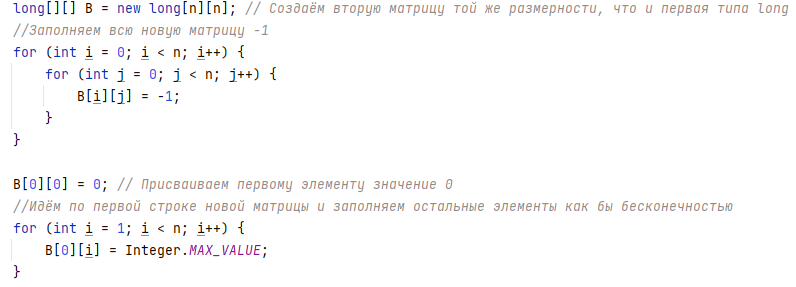 long[][] B = new long[n][n]; // Создаём вторую матрицу той же размерности, что и первая типа long
//Заполняем всю новую матрицу -1
for (int i = 0; i < n; i++) {
    for (int j = 0; j < n; j++) {
        B[i][j] = -1;
    }
}

B[0][0] = 0; // Присваиваем первому элементу значение 0
//Идём по первой строке новой матрицы и заполняем остальные элементы как бы бесконечностью
for (int i = 1; i < n; i++) {
    B[0][i] = Integer.MAX_VALUE;
}